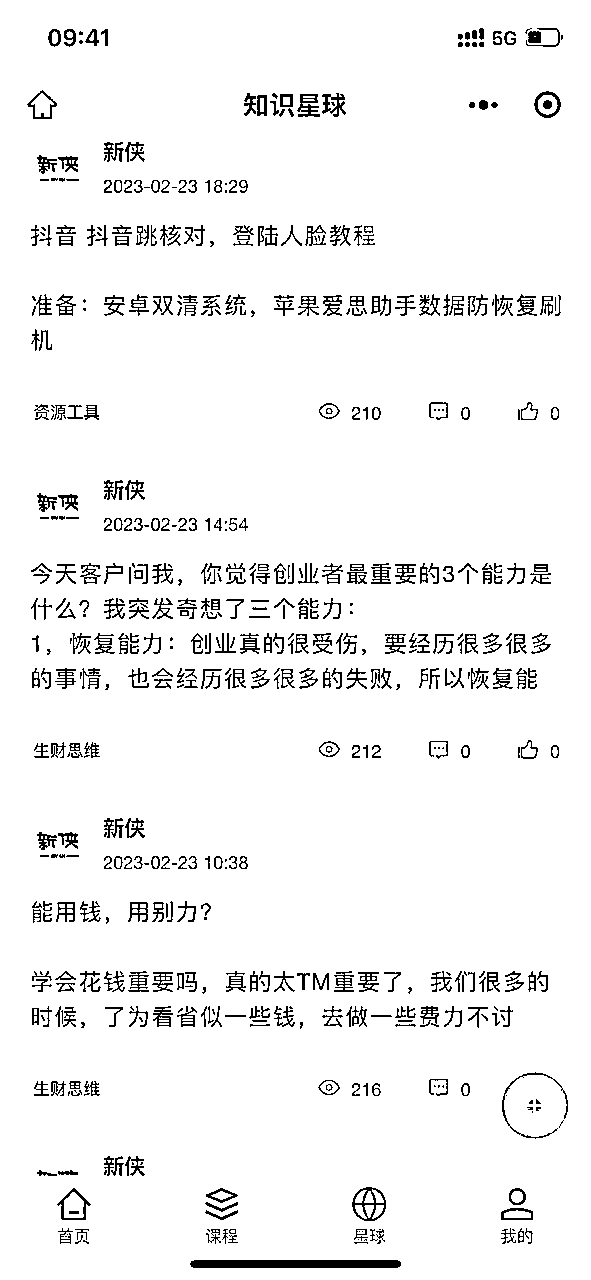 09:41
5G
知识星球
新侠
新侠
2023-02-23 18:29
抖音 抖音跳核对，登陆人脸教程
准备：安卓双清系统，苹果爱思助手数据防恢复刷
机
资源工具
210
0
0
新侠
新侠
2023-02-23 14:54
今天客户问我，你觉得创业者最重要的3个能力是
什么？我突发奇想了三个能力：
1，恢复能力：创业真的很受伤，要经历很多很多
的事情，也会经历很多很多的失败，所以恢复能
生财思维
212
0
0
新侠
新侠
2023-02-23 10:38
能用钱，用别力？
学会花钱重要吗，真的太TM重要了，我们很多的
时候，了为看省似一些钱，去做一些费力不讨
生财思维
216
0
新侠
首页
课程
星球
我的